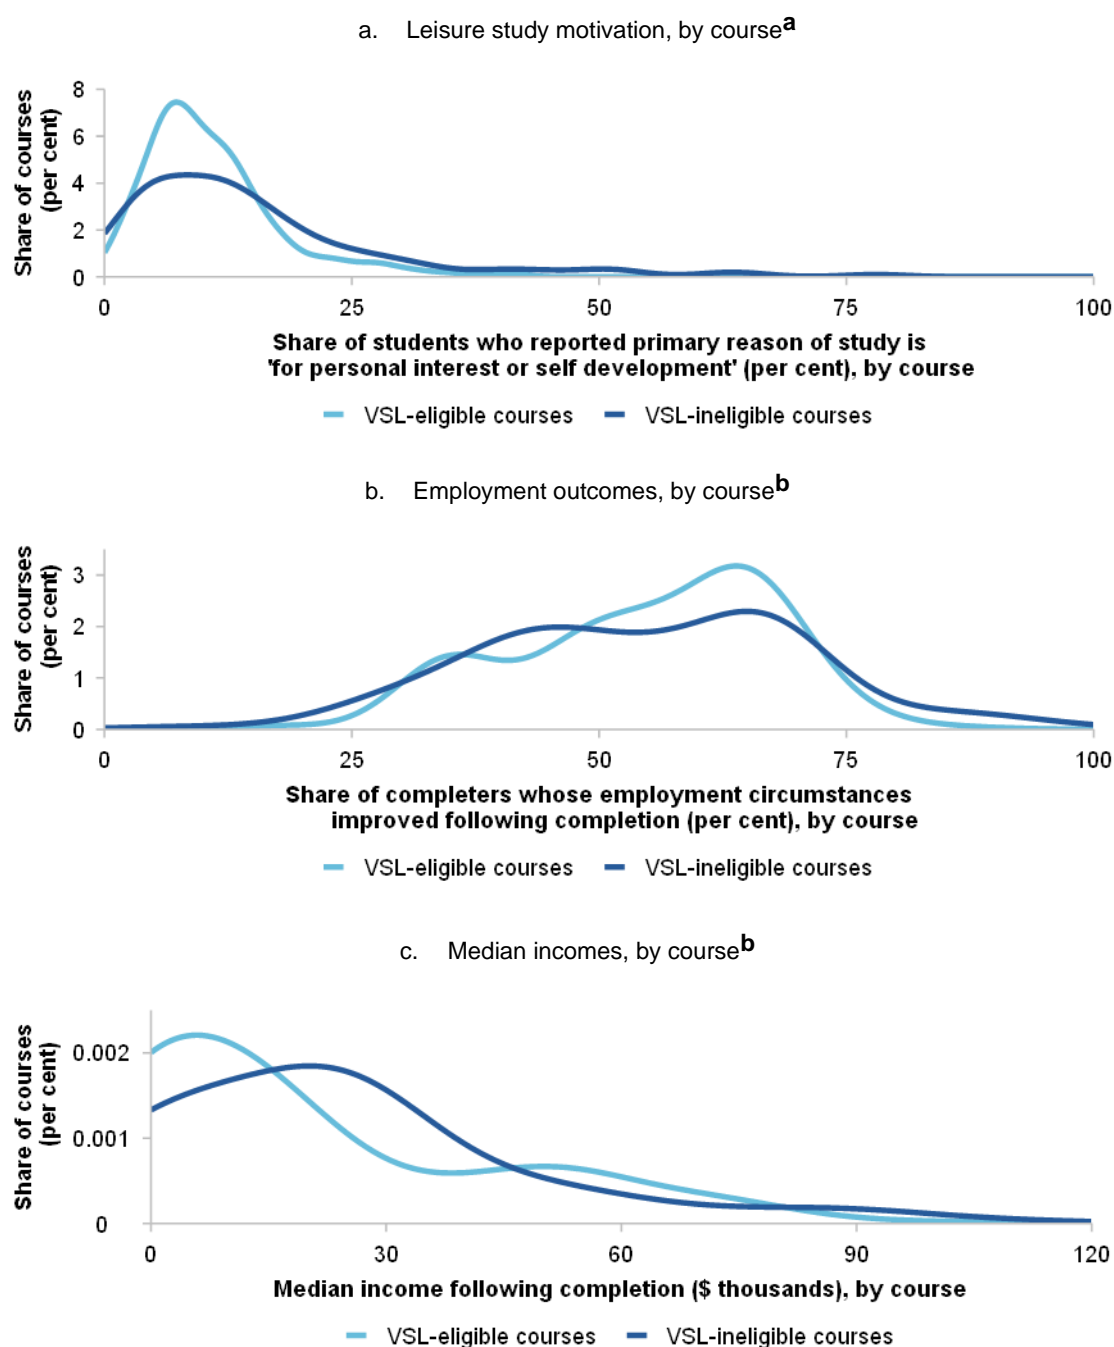 a. Leisure study motivation, by courseᵃ
Share of courses
(per cent)
8
6
4
2
0
0 25 50 75 100
Share of students who reported primary reason of study is
'for personal interest or self development' (per cent), by course
VSL-eligible courses VSL-ineligible courses
b. Employment outcomes, by courseᵇ
Share of courses
(per cent)
3
2
1
0
0 25 50 75 100
Share of completers whose employment circumstances
improved following completion (per cent), by course
VSL-eligible courses VSL-ineligible courses
c. Median incomes, by courseᵇ
Share of courses
(per cent)
0.002
0.001
0
0 30 60 90 120
Median income following completion ($ thousands), by course
VSL-eligible courses VSL-ineligible courses